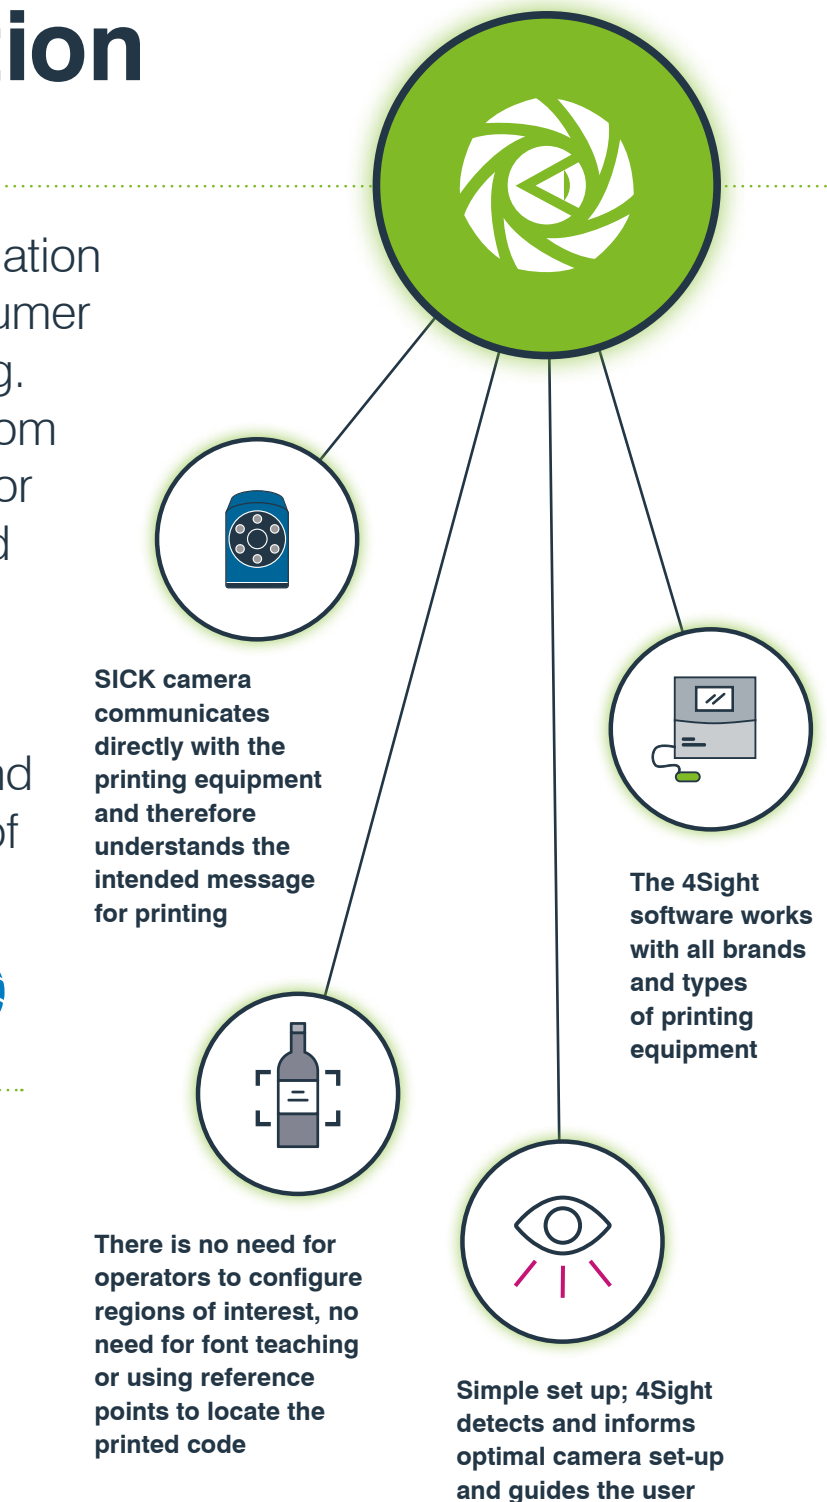 tion
ation
umer
g.
om
or
d
nd
of
SICK camera
communicates
directly with the
printing equipment
and therefore
understands the
intended message
for printing
The 4Sight
software works
with all brands
and types
of printing
equipment
There is no need for
operators to configure
regions of interest, no
need for font teaching
or using reference
points to locate the
printed code
Simple set up; 4Sight
detects and informs
optimal camera set-up
and guides the user